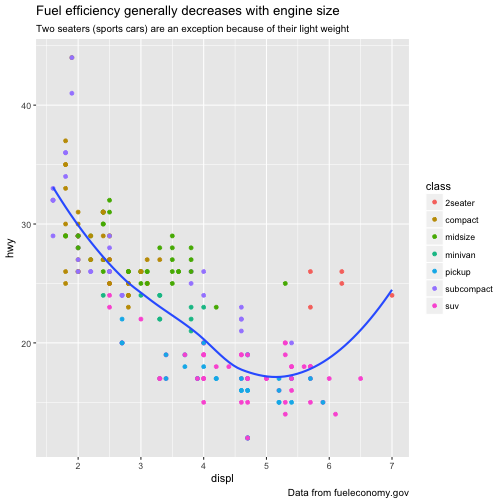 Fuel efficiency generally decreases with engine size
Two seaters (sports cars) are an exception because of their light weight
40
30
20
hwy
2
3
4
5
6
7
displ
class
2seater
compact
midsize
minivan
pickup
subcompact
suv
Data from fueleconomy.gov